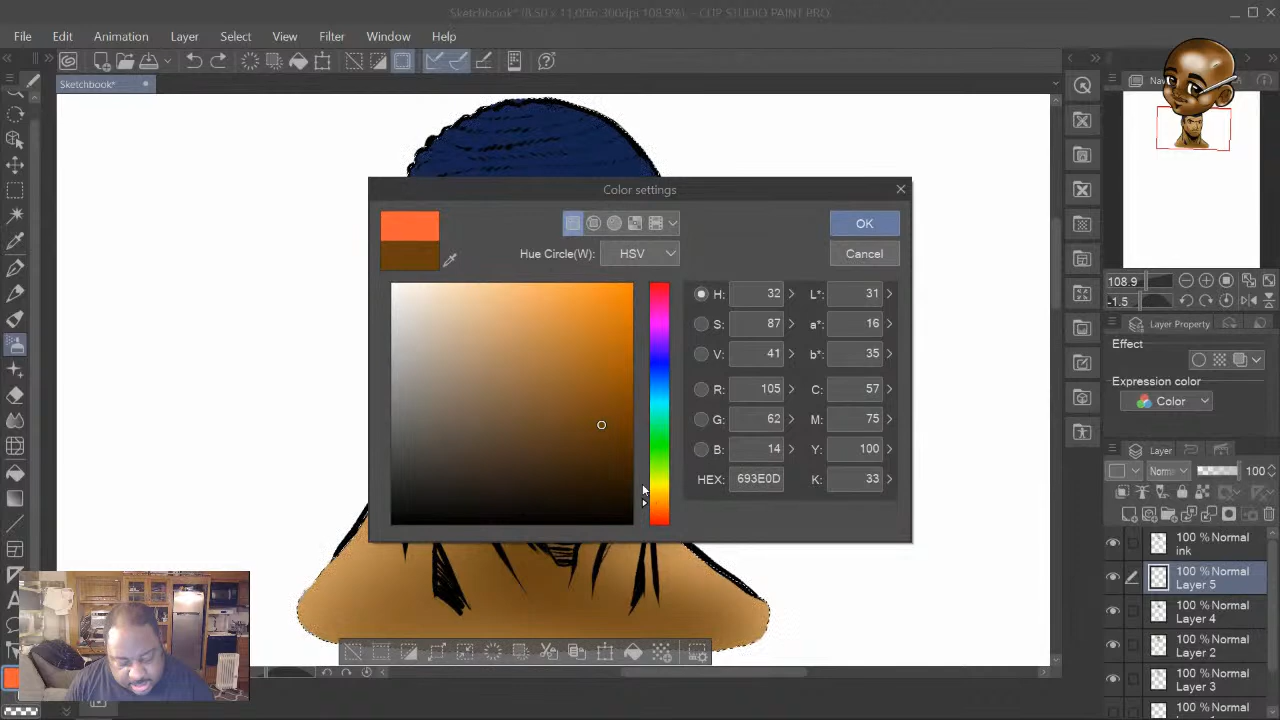 Sketchbook* (8.50 x 11.00in 300dpi 108.9%) - CLIP STUDIO PAINT PRO
File Edit Animation Layer Select View Filter Window Help
Sketchbook*
Color settings
OK
Hue Circle(W): HSV
Cancel
H: 32 L*: 31
S: 87 a*: 16
V: 41 b*: 35
R: 105 C: 57
G: 62 M: 75
B: 14 Y: 100
HEX: 693E0D K: 33
108.9
-1.5
Layer Property
Effect
Expression color
Color
Layer
Norma 100
100 % Normal
ink
100 % Normal
Layer 5
100 % Normal
Layer 4
100 % Normal
Layer 2
100 % Normal
Layer 3
100 % Normal